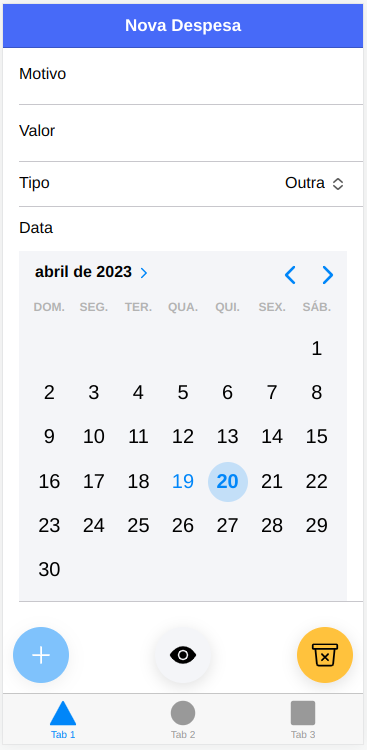 Nova Despesa
Motivo
Valor
Tipo Outra
Data
abril de 2023
DOM. SEG. TER. QUA. QUI. SEX. SÁB.
1
2 3 4 5 6 7 8
9 10 11 12 13 14 15
16 17 18 19 20 21 22
23 24 25 26 27 28 29
30
Tab 1 Tab 2 Tab 3